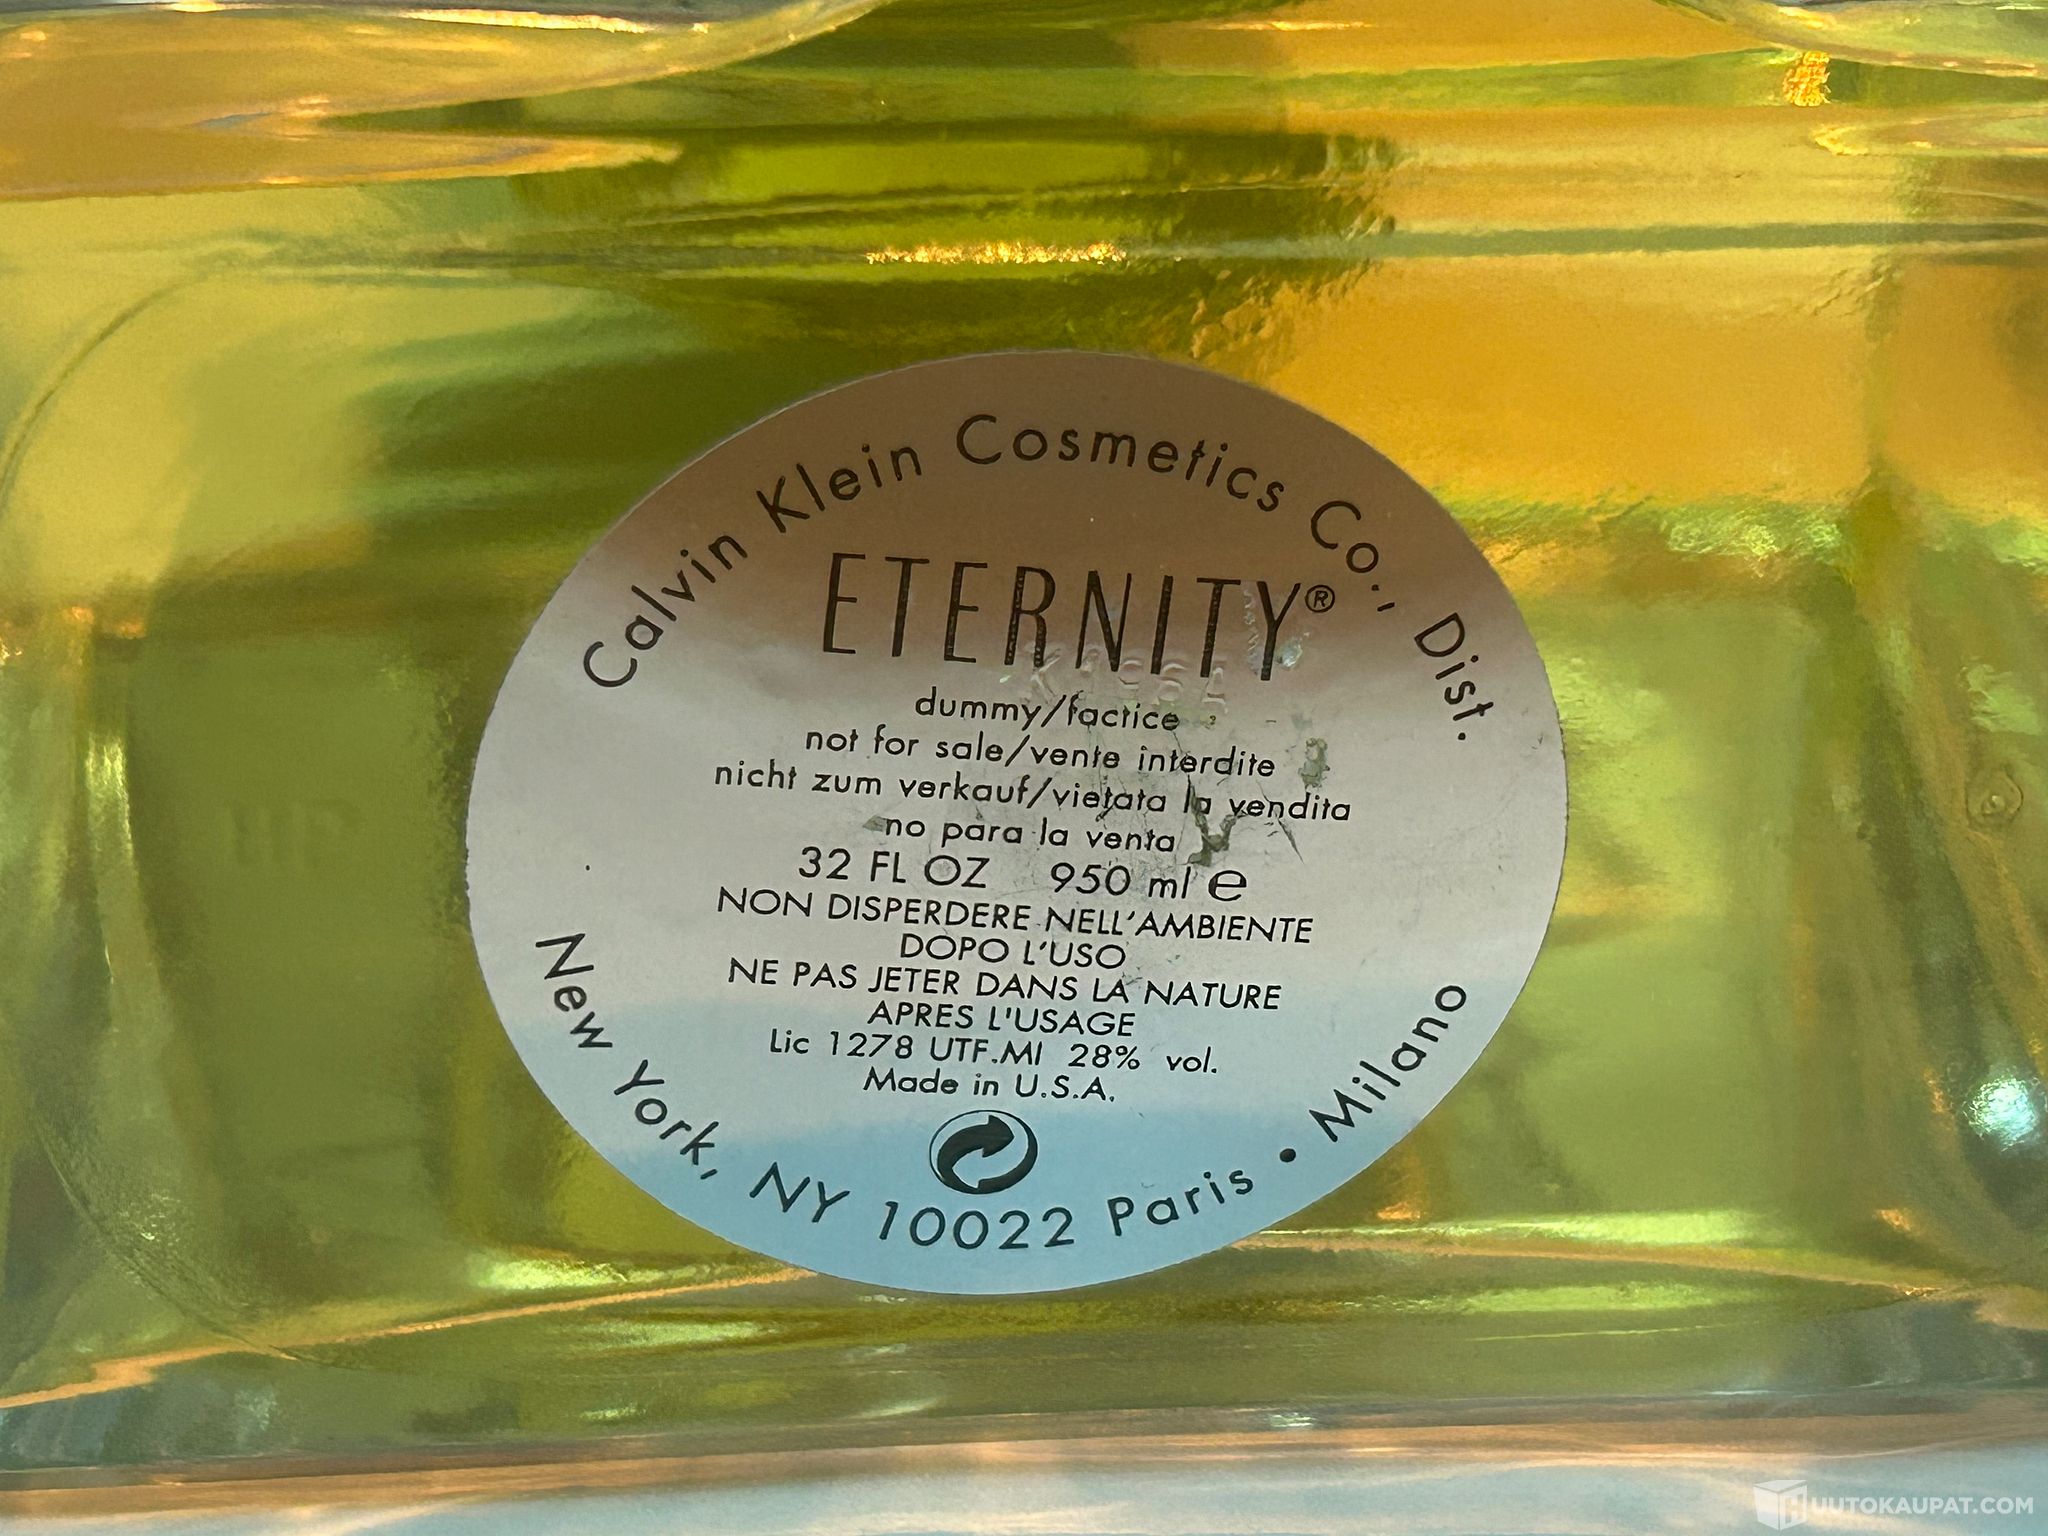 Calvin Klein Cosmetics Co., Dist.
ETERNITY®
dummy/factice
not for sale/vente interdite
nicht zum verkauf/vietata la vendita
no para la venta
32 FL OZ 950 ml e
NON DISPERDERE NELL'AMBIENTE
DOPO L'USO
NE PAS JETER DANS LA NATURE
APRES L'USAGE
Lic 1278 UTF.MI 28% vol.
Made in U.S.A.
New York, NY 10022 Paris • Milano
HUUTOKAUPAT.COM